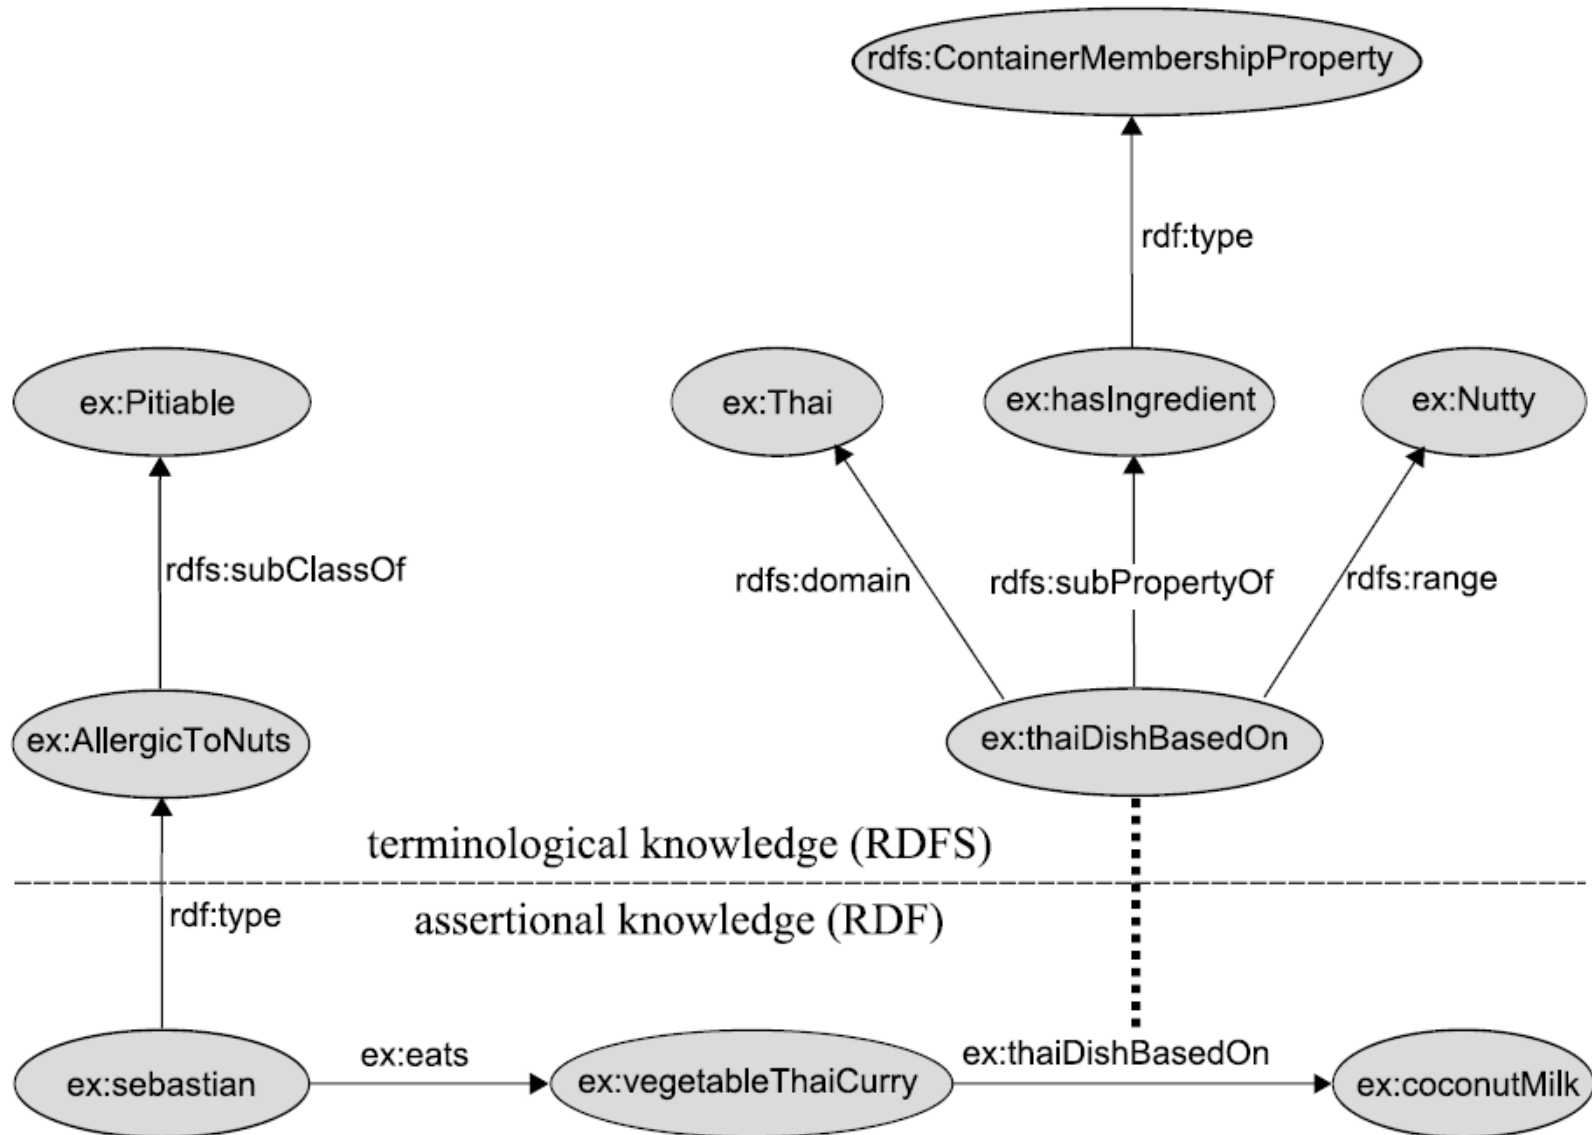 rdfs:ContainerMembershipProperty
rdf:type
ex:Pitiable
ex:Thai
ex:hasIngredient
ex:Nutty
rdfs:subClassOf
rdfs:domain
rdfs:subPropertyOf
rdfs:range
ex:AllergicToNuts
ex:thaiDishBasedOn
terminological knowledge (RDFS)
rdf:type
assertional knowledge (RDF)
ex:sebastian
ex:eats
ex:vegetableThaiCurry
ex:thaiDishBasedOn
ex:coconutMilk